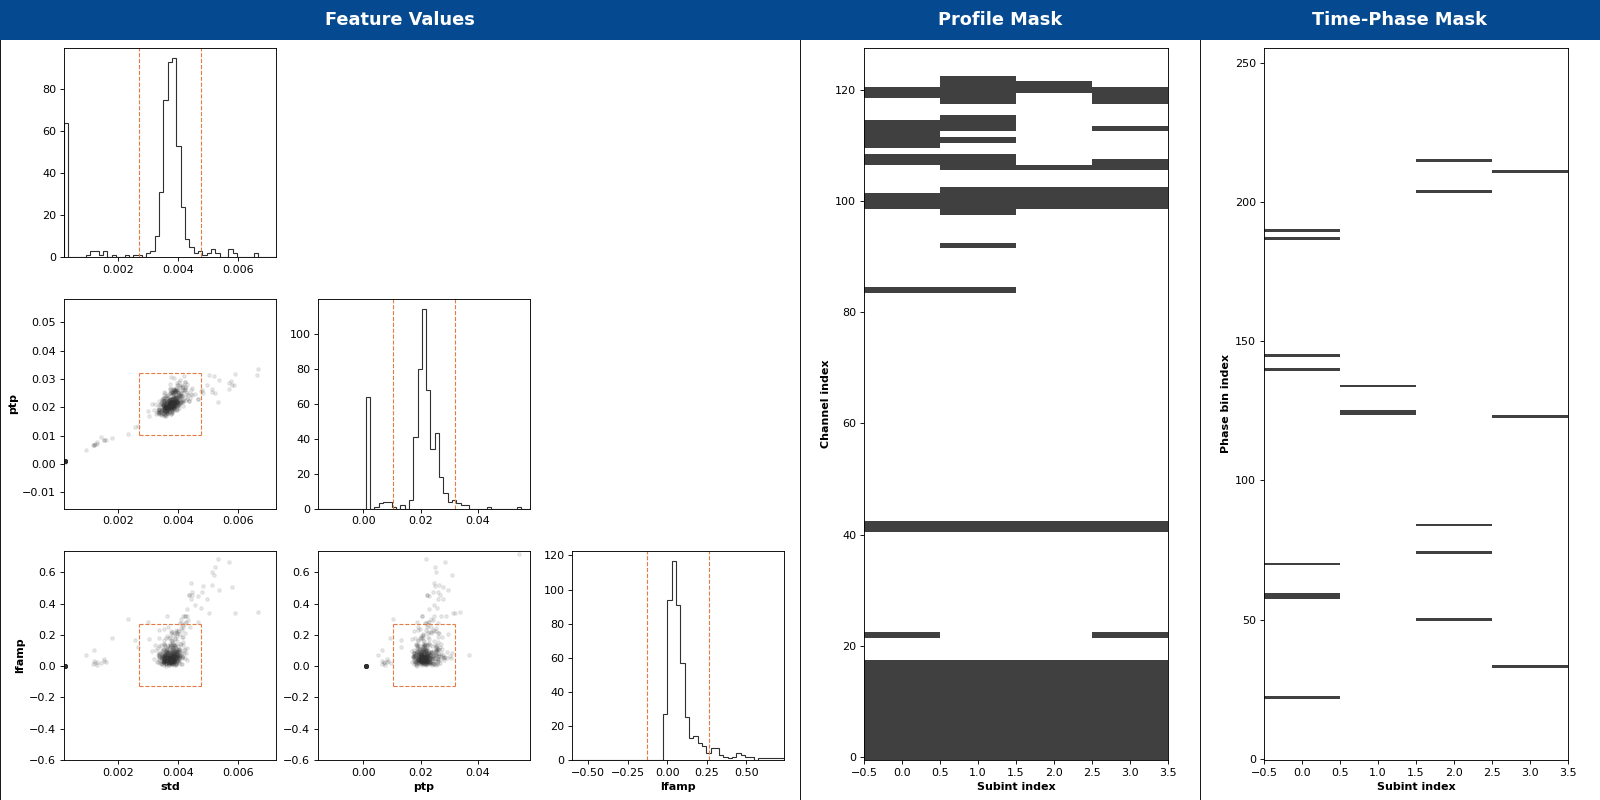 Feature Values
Profile Mask
Time-Phase Mask
80
60
40
20
0
0.002 0.004 0.006
ptp
0.05
0.04
0.03
0.02
0.01
0.00
−0.01
0.002 0.004 0.006
100
80
60
40
20
0
0.00 0.02 0.04
lfamp
0.6
0.4
0.2
0.0
−0.2
−0.4
−0.6
0.002 0.004 0.006
std
0.6
0.4
0.2
0.0
−0.2
−0.4
−0.6
0.00 0.02 0.04
ptp
120
100
80
60
40
20
0
−0.50 −0.25 0.00 0.25 0.50
lfamp
Channel index
120
100
80
60
40
20
0
−0.5 0.0 0.5 1.0 1.5 2.0 2.5 3.0 3.5
Subint index
Phase bin index
250
200
150
100
50
0
−0.5 0.0 0.5 1.0 1.5 2.0 2.5 3.0 3.5
Subint index